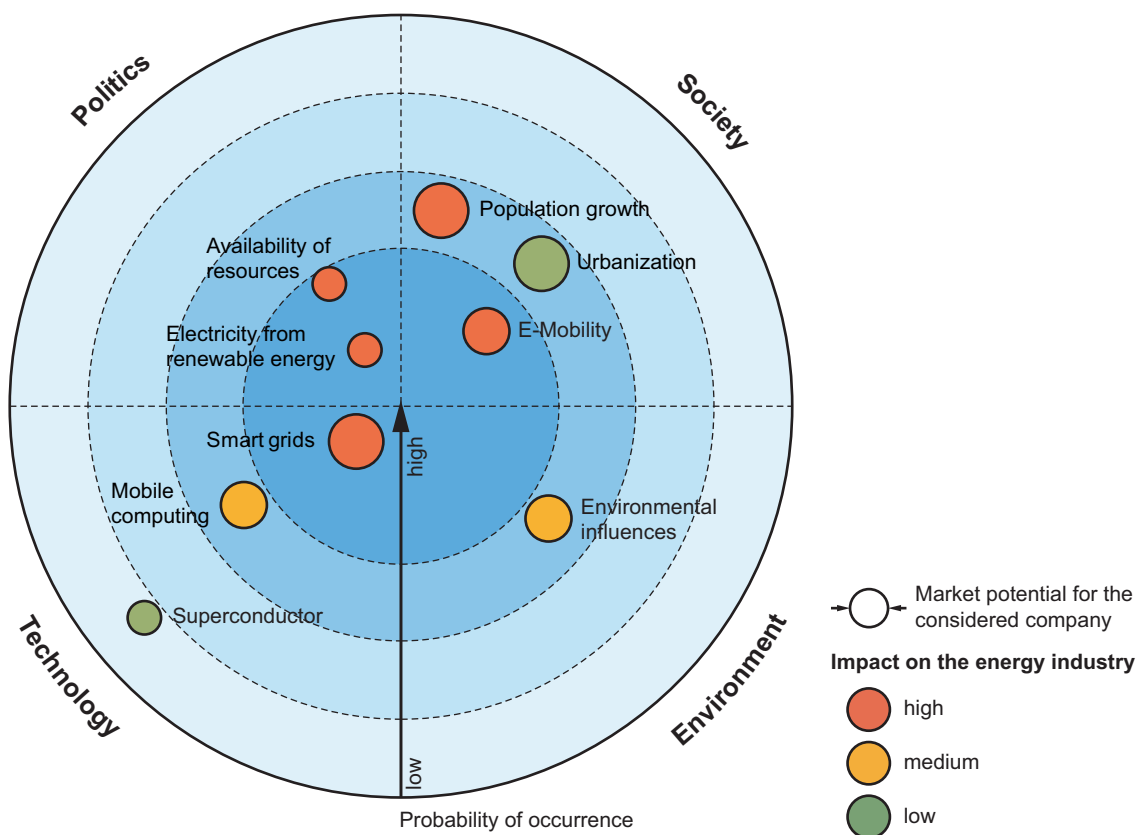 Politics
Society
Population growth
Availability of
resources
Urbanization
Electricity from
renewable energy
E-Mobility
Smart grids
high
Mobile
computing
Environmental
influences
Superconductor
Technology
Environment
low
Probability of occurrence
Market potential for the
considered company
Impact on the energy industry
high
medium
low